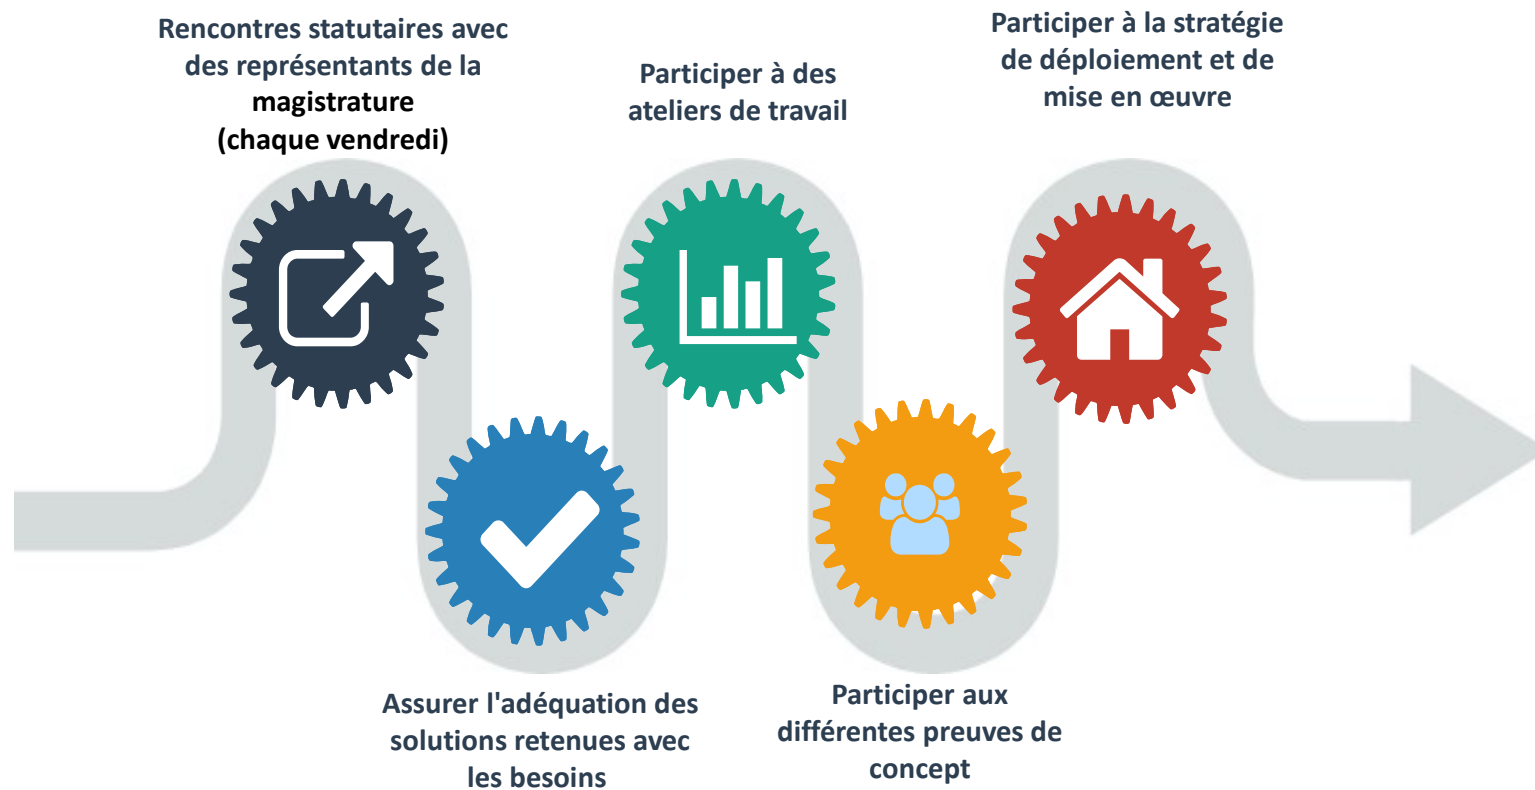 Rencontres statutaires avec
des représentants de la
magistrature
(chaque vendredi)
Assurer l'adéquation des
solutions retenues avec
les besoins
Participer à des
ateliers de travail
Participer aux
différentes preuves de
concept
Participer à la stratégie
de déploiement et de
mise en œuvre